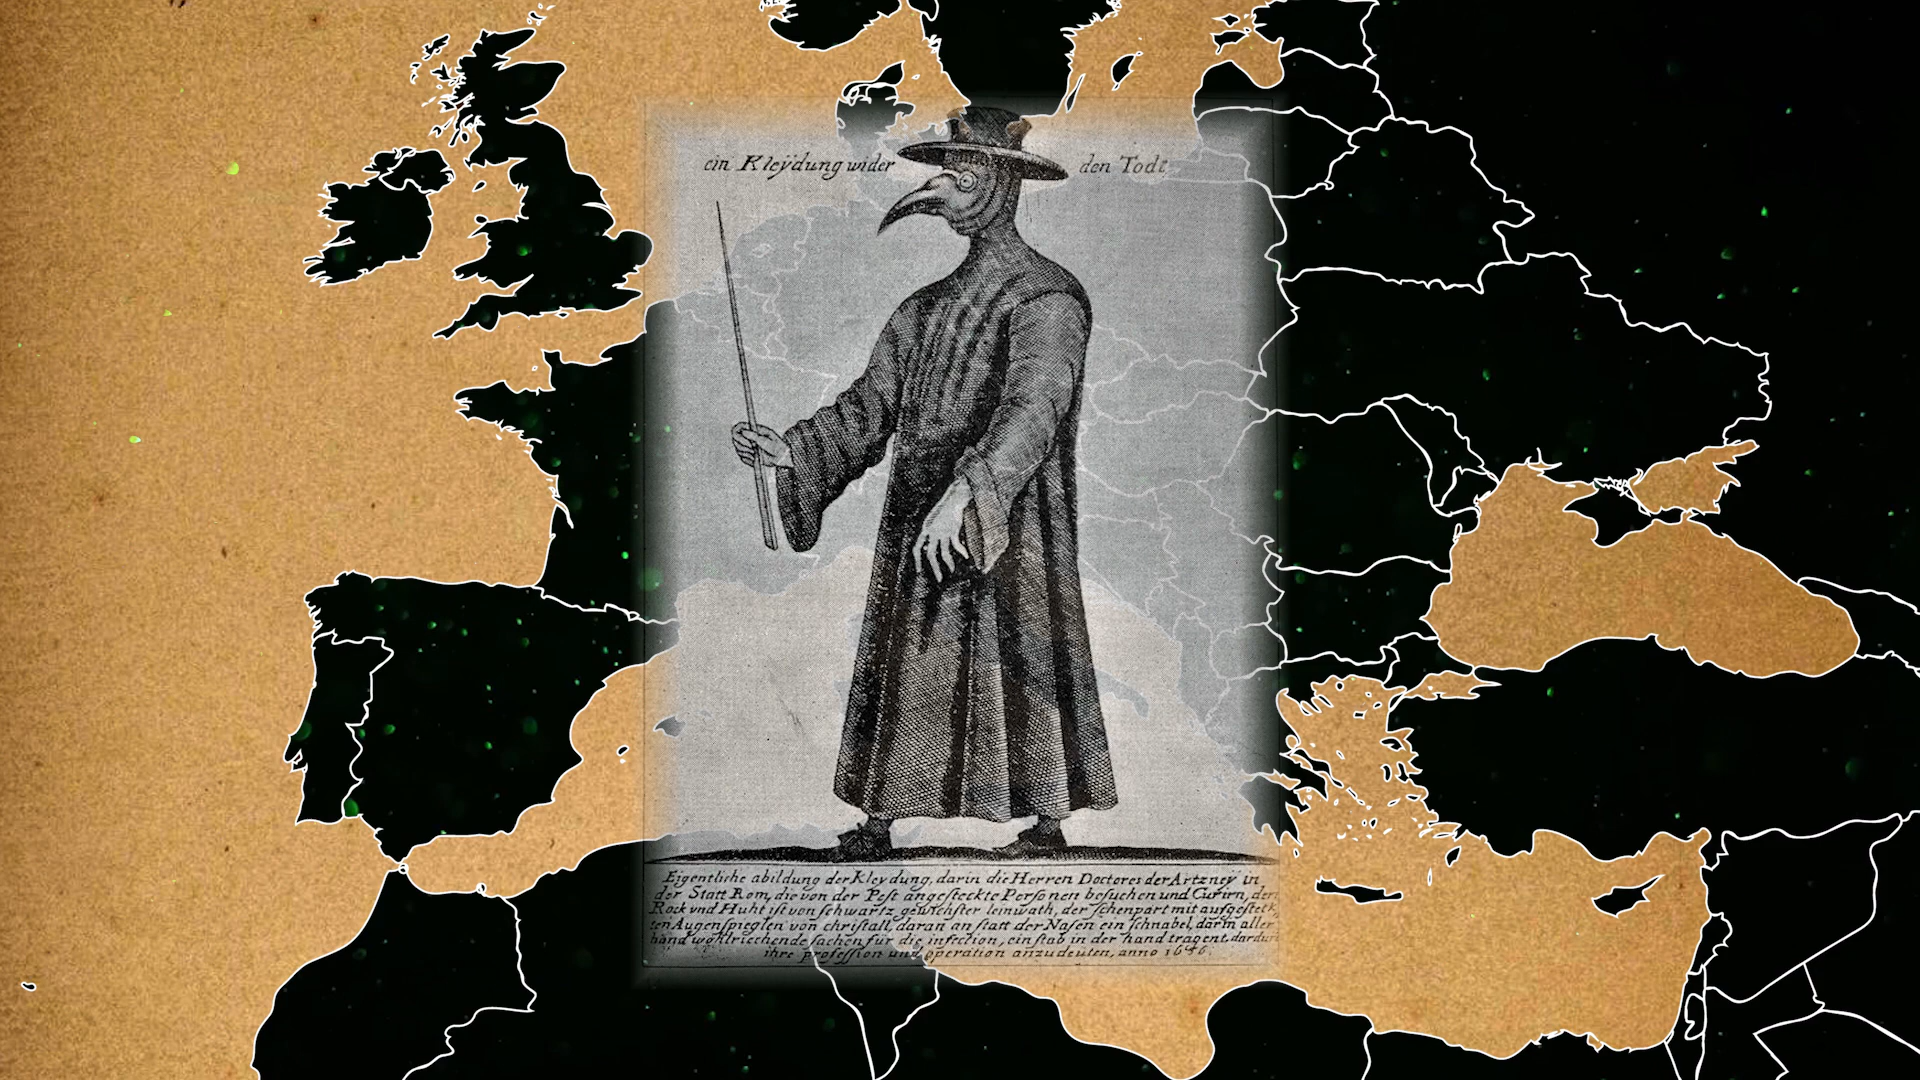 ein Kleÿdung wider den Todt
Eigentliche abildung der Kleydung, darin die Herren Doctores der Artzneÿ in
der Statt Rom, die von der Pest angesteckte Personen besuchen und Curirn, der
Rock vnd Huht ist von schwartz gewichster leinwath, der schenpart mit aufgesteck,
ten Augenspieglen von christall, daran an statt der Nasen ein schnabel, darin aller
hand wohlriechende sachen für die infection, ein stab in der hand tragent, dardurch
ihre profession und operation anzudeuten, anno 1656